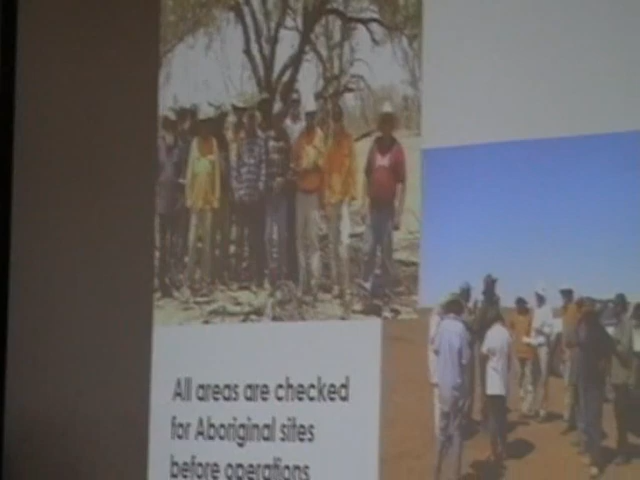 All areas are checked
for Aboriginal sites
before operations